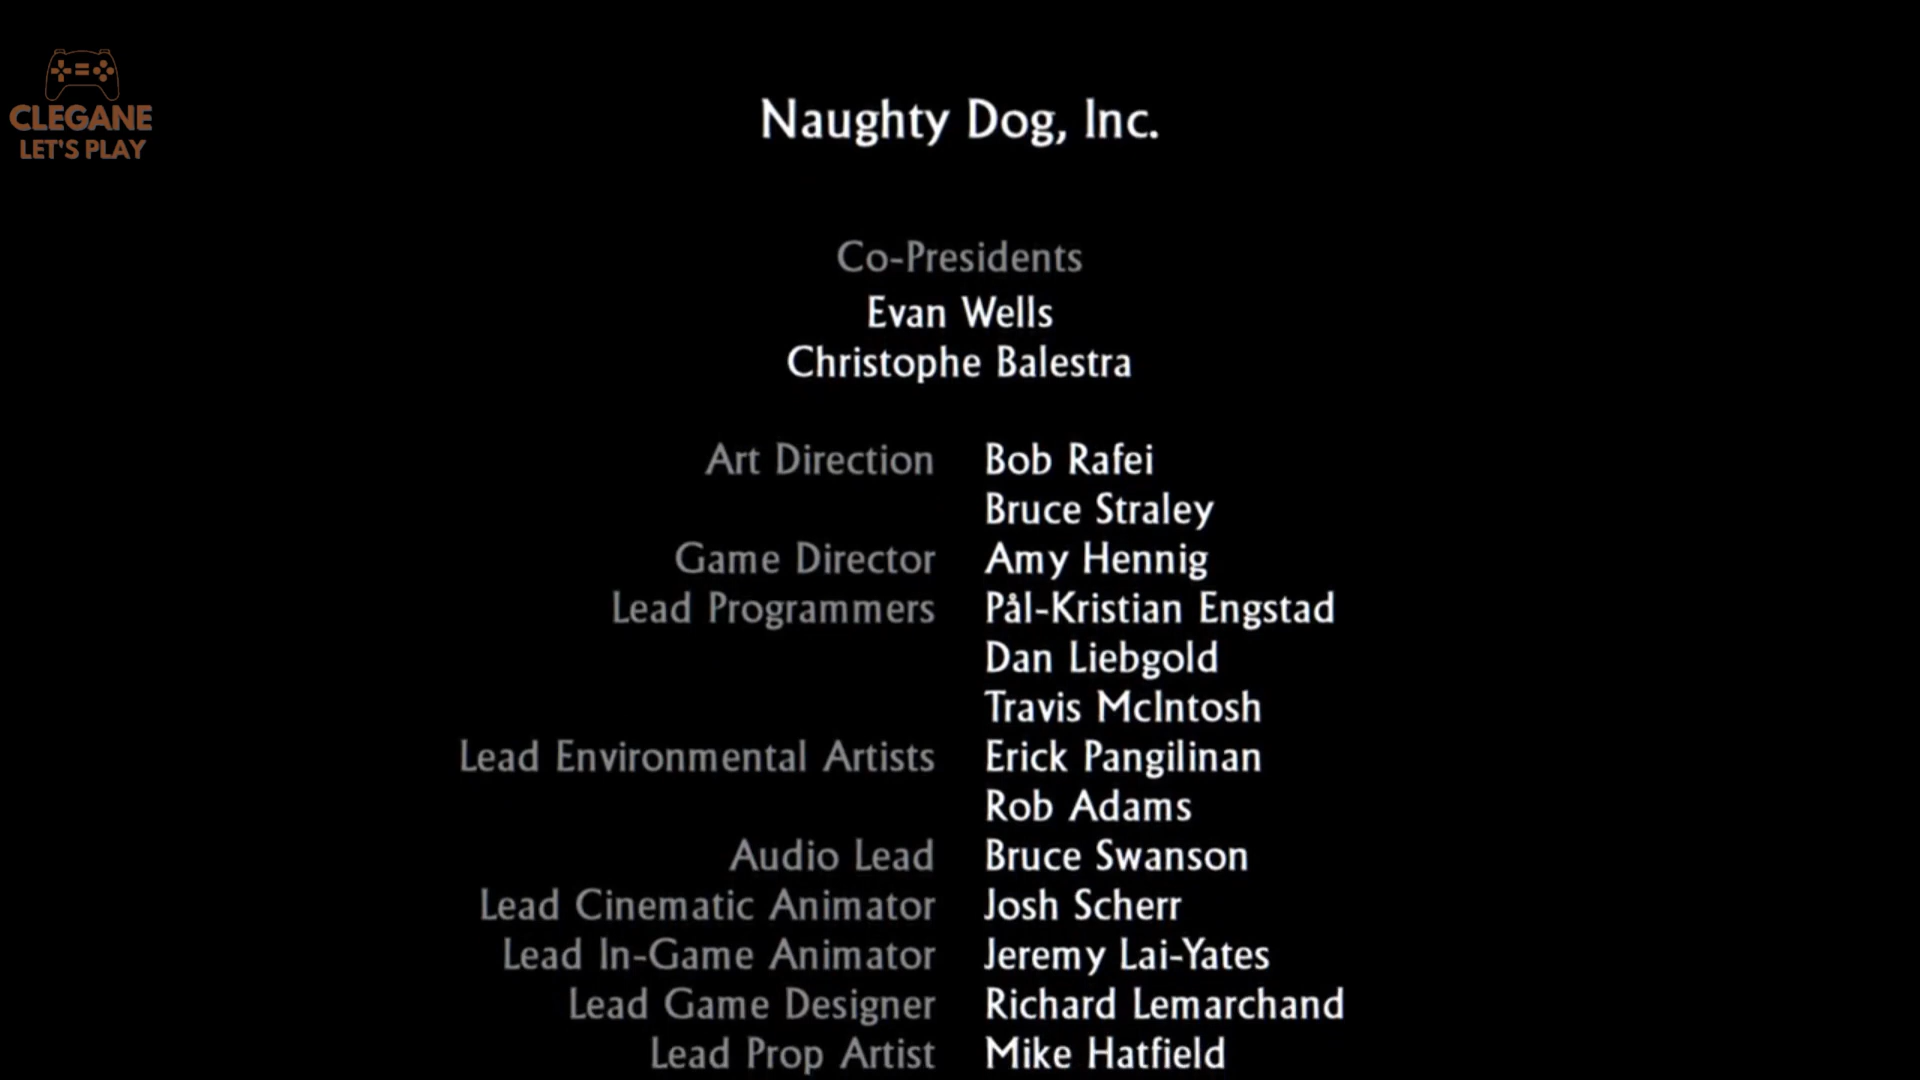 CLEGANE
LET'S PLAY
Naughty Dog, Inc.
Co-Presidents
Evan Wells
Christophe Balestra
Art Direction Bob Rafei
Bruce Straley
Game Director Amy Hennig
Lead Programmers Pål-Kristian Engstad
Dan Liebgold
Travis McIntosh
Lead Environmental Artists Erick Pangilinan
Rob Adams
Audio Lead Bruce Swanson
Lead Cinematic Animator Josh Scherr
Lead In-Game Animator Jeremy Lai-Yates
Lead Game Designer Richard Lemarchand
Lead Prop Artist Mike Hatfield